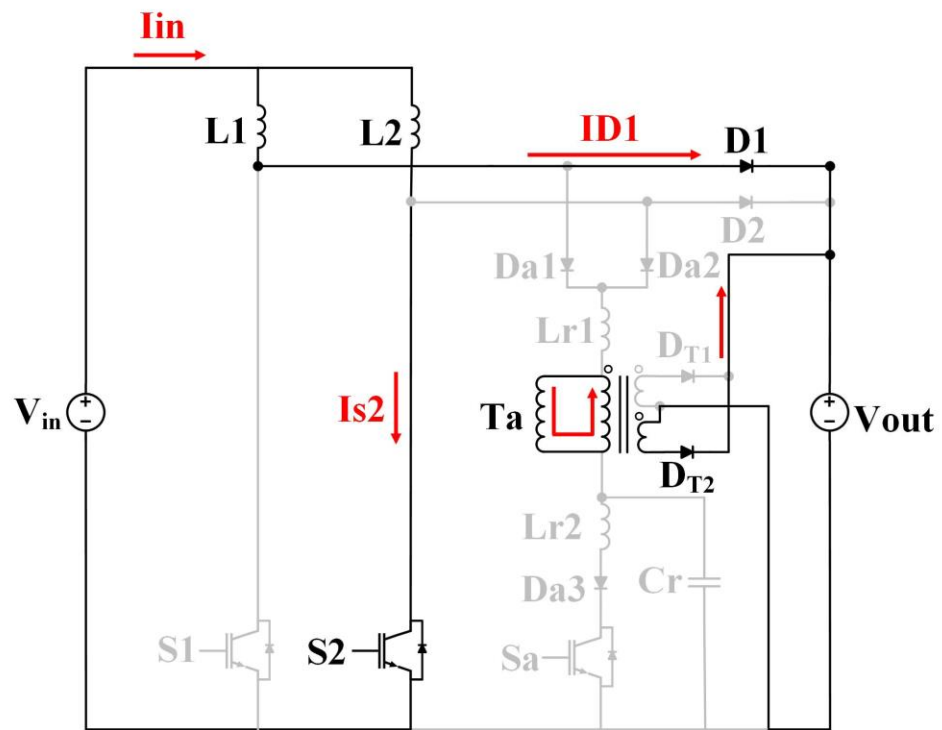 Iin
L1
L2
ID1
D1
D2
Da1
Da2
Lr1
DT1
Vin
+
−
Is2
Ta
+
−
Vout
DT2
Lr2
Da3
Cr
S1
S2
Sa